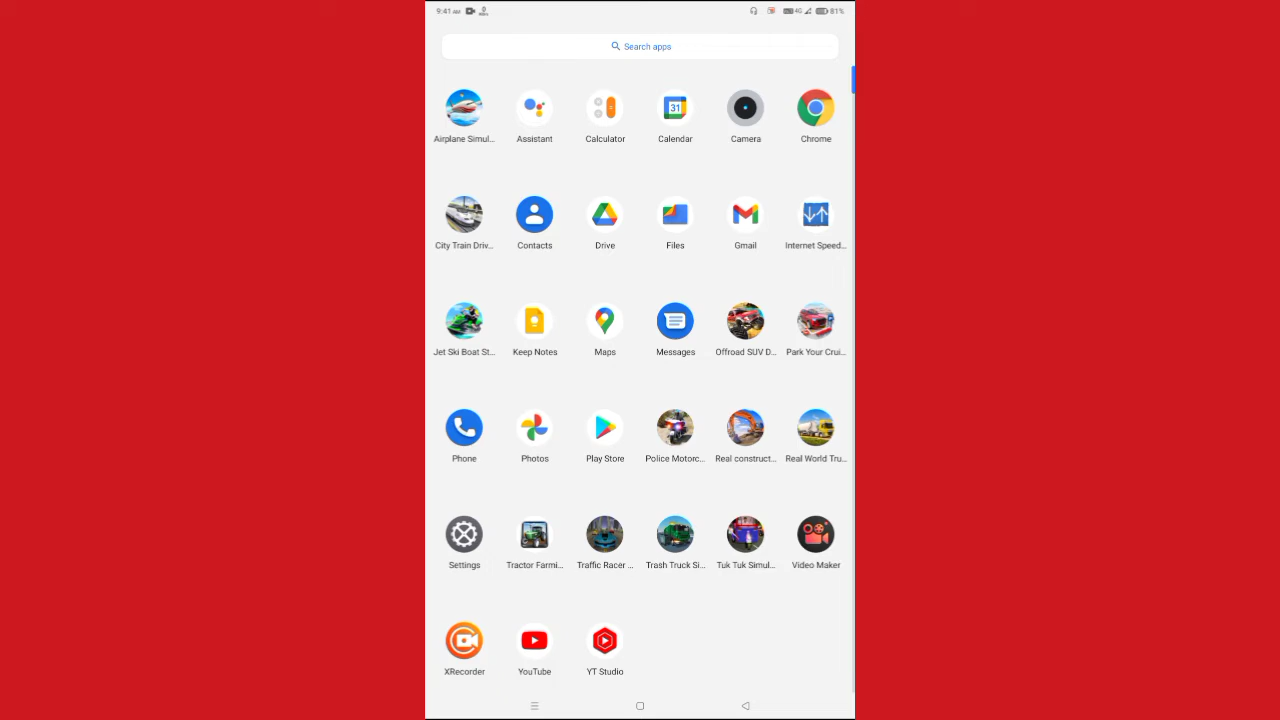 9:41 AM 4G 81%
Search apps
Airplane Simul... Assistant Calculator Calendar Camera Chrome
31
City Train Driv... Contacts Drive Files Gmail Internet Speed...
Jet Ski Boat St... Keep Notes Maps Messages Offroad SUV D... Park Your Crui...
Phone Photos Play Store Police Motorc... Real construct... Real World Tru...
Settings Tractor Farmi... Traffic Racer ... Trash Truck Si... Tuk Tuk Simul... Video Maker
XRecorder YouTube YT Studio